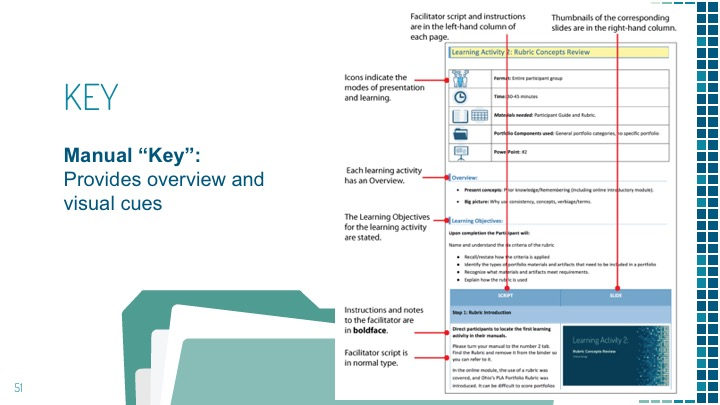 Facilitator script and instructions
are in the left-hand column of
each page.
Thumbnails of the corresponding
slides are in the right-hand column.
KEY
Manual “Key”:
Provides overview and
visual cues
Icons indicate the
modes of presentation
and learning.
Each learning activity
has an Overview.
The Learning Objectives
for the learning activity
are stated.
Instructions and notes
to the facilitator are
in boldface.
Facilitator script is
in normal type.
Learning Activity 2: Rubric Concepts Review
Format: Entire participant group
Time: 30-45 minutes
Materials needed: Participant Guide and Rubric.
Portfolio Components used: General portfolio categories, no specific portfolio
PowerPoint: #2
Overview:
● Present concepts: Prior knowledge/Remembering (including online introductory module).
● Big picture: Why use consistency, concepts, verbiage/terms.
Learning Objectives:
Upon completion the Participant will:
Name and understand the six criteria of the rubric
● Recall/restate how the criteria is applied
● Identify the types of portfolio materials and artifacts that need to be included in a portfolio
● Recognize what materials and artifacts meet requirements.
● Explain how the rubric is used
SCRIPT
SLIDE
Step 1: Rubric Introduction
Direct participants to locate the first learning
activity in their manuals.
Please turn your manual to the number 2 tab.
Find the Rubric and remove it from the binder so
you can refer to it.
In the online module, the use of a rubric was
covered, and Ohio's PLA Portfolio Rubric was
introduced. It can be difficult to score portfolios
Learning Activity 2:
Rubric Concepts Review
51